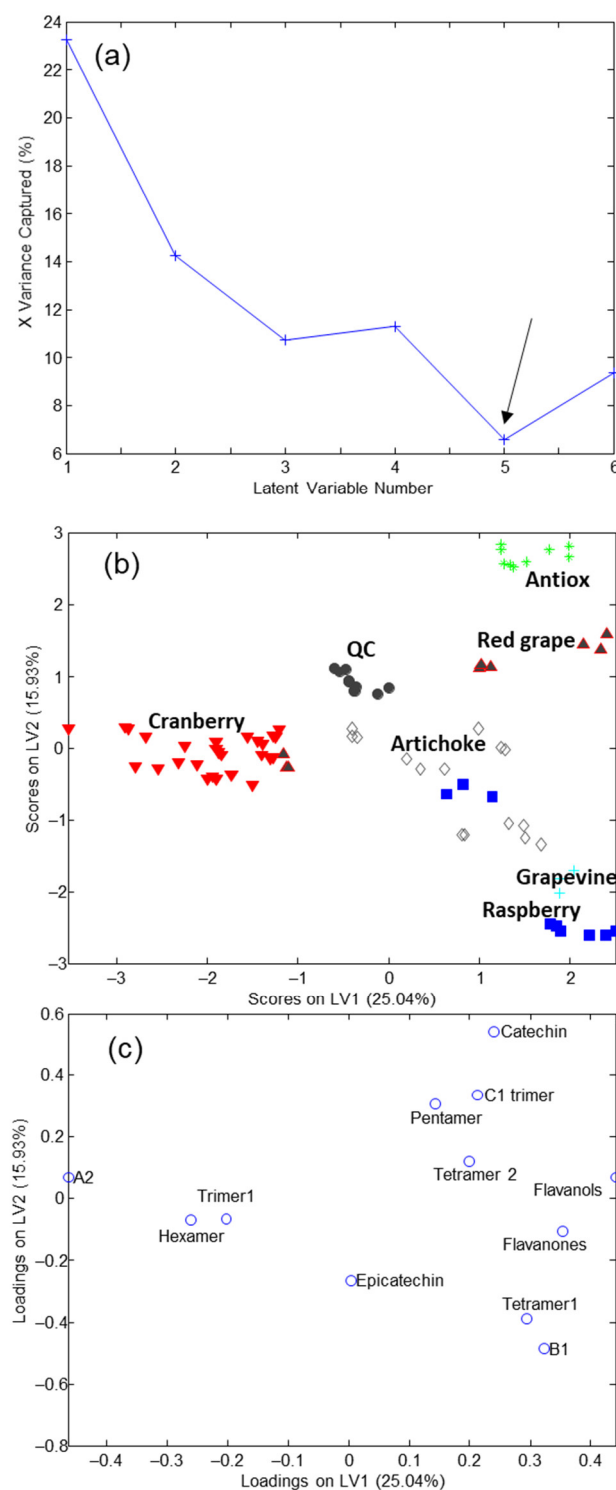 24
(a)
22
20
18
16
14
12
10
8
6
X Variance Captured (%)
1 2 3 4 5 6
Latent Variable Number
3
(b)
Antiox
2
Red grape
QC
1
Cranberry
Artichoke
0
−1
Grapevine
−2
Raspberry
−3
Scores on LV2 (15.93%)
−3 −2 −1 0 1 2
Scores on LV1 (25.04%)
0.6
(c)
Catechin
0.4
C1 trimer
Pentamer
0.2
Tetramer 2
A2
Flavanols
0
Trimer1
Hexamer
Flavanones
−0.2
Epicatechin
Tetramer1
−0.4
B1
−0.6
−0.8
Loadings on LV2 (15.93%)
−0.4 −0.3 −0.2 −0.1 0 0.1 0.2 0.3 0.4
Loadings on LV1 (25.04%)